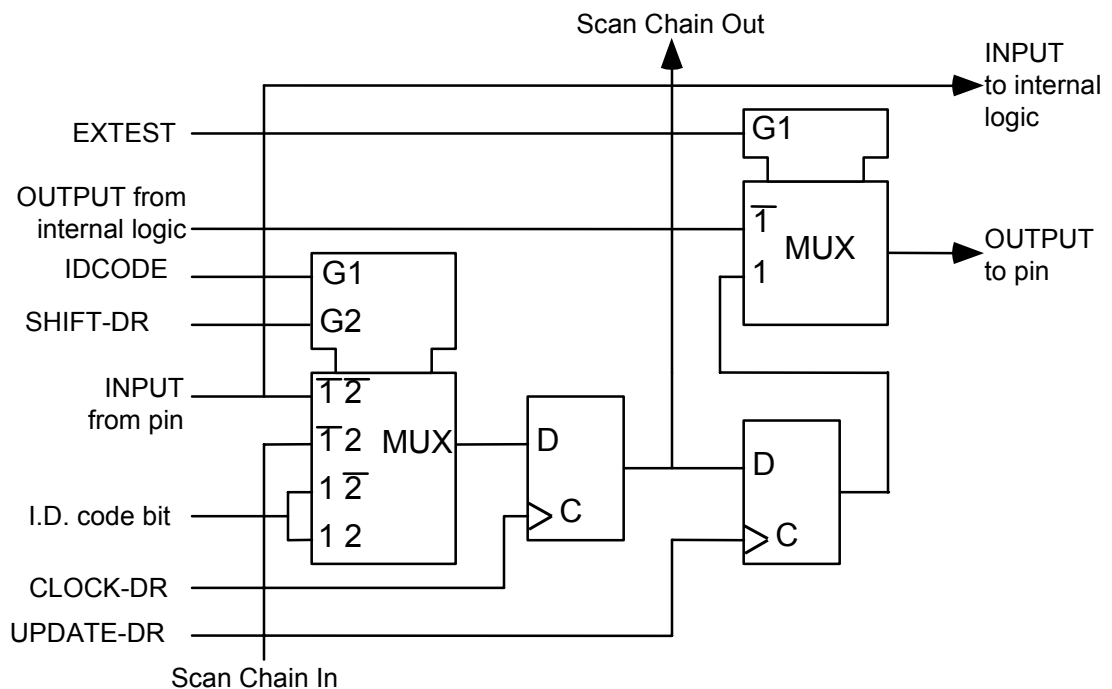 Scan Chain Out
INPUT
to internal
logic
EXTEST
G1
OUTPUT from
internal logic
1̅
MUX
1
OUTPUT
to pin
IDCODE
G1
SHIFT-DR
G2
INPUT
from pin
1̅ 2̅
1̅ 2
MUX
1 2̅
1 2
I.D. code bit
D
C
D
C
CLOCK-DR
UPDATE-DR
Scan Chain In